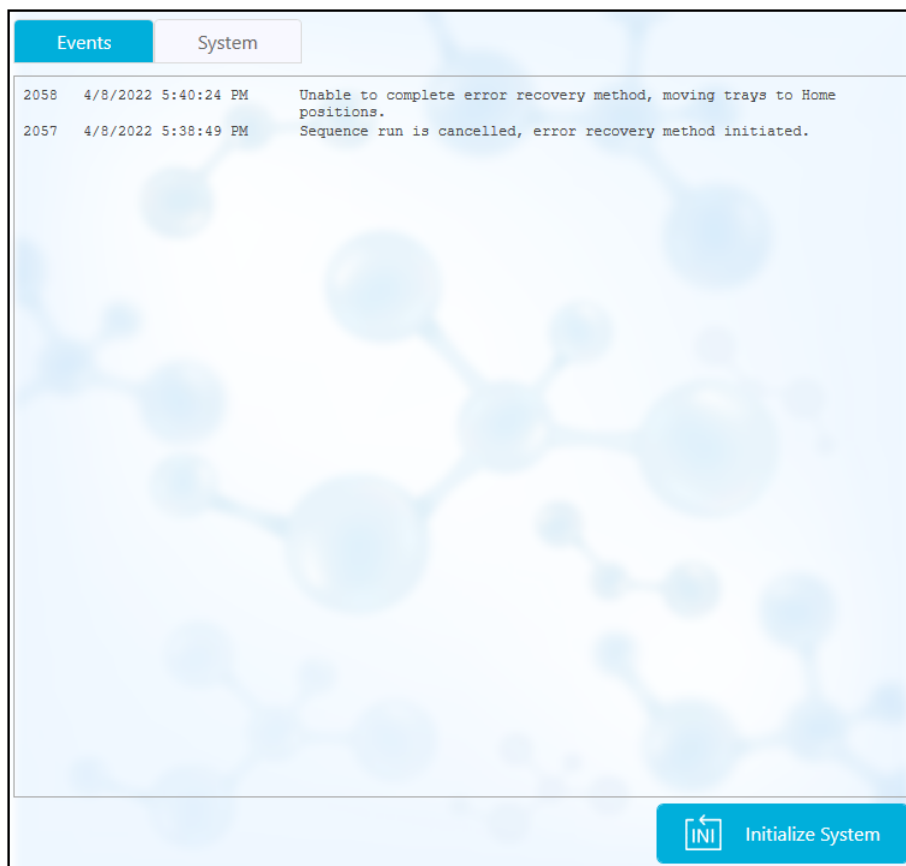 Events System
2058 4/8/2022 5:40:24 PM Unable to complete error recovery method, moving trays to Home
positions.
2057 4/8/2022 5:38:49 PM Sequence run is cancelled, error recovery method initiated.
INI Initialize System